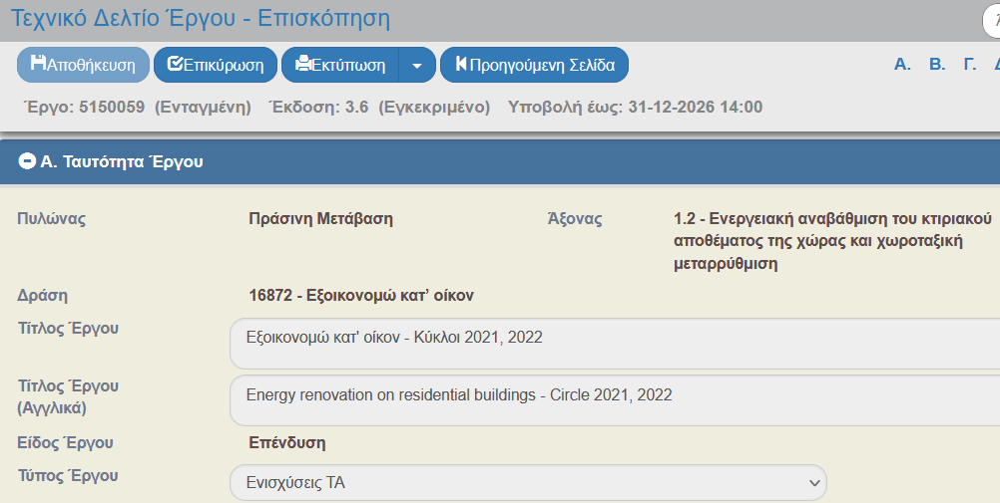 Τεχνικό Δελτίο Έργου - Επισκόπηση
Αποθήκευση Επικύρωση Εκτύπωση Προηγούμενη Σελίδα Α. Β. Γ.
Έργο: 5150059 (Ενταγμένη) Έκδοση: 3.6 (Εγκεκριμένο) Υποβολή έως: 31-12-2026 14:00
Α. Ταυτότητα Έργου
Πυλώνας Πράσινη Μετάβαση Άξονας 1.2 - Ενεργειακή αναβάθμιση του κτιριακού
αποθέματος της χώρας και χωροταξική
μεταρρύθμιση
Δράση 16872 - Εξοικονομώ κατ’ οίκον
Τίτλος Έργου Εξοικονομώ κατ' οίκον - Κύκλοι 2021, 2022
Τίτλος Έργου
(Αγγλικά) Energy renovation on residential buildings - Circle 2021, 2022
Είδος Έργου Επένδυση
Τύπος Έργου Ενισχύσεις ΤΑ